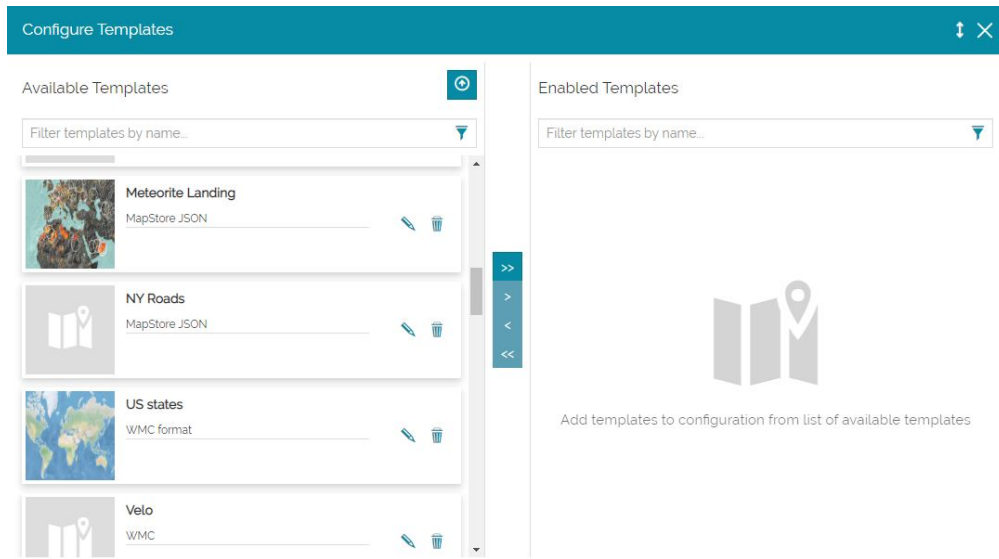 Configure Templates
Available Templates
Filter templates by name...
Meteorite Landing
MapStore JSON
NY Roads
MapStore JSON
US states
WMC format
Velo
WMC
>>
>
<
<<
Enabled Templates
Filter templates by name...
Add templates to configuration from list of available templates